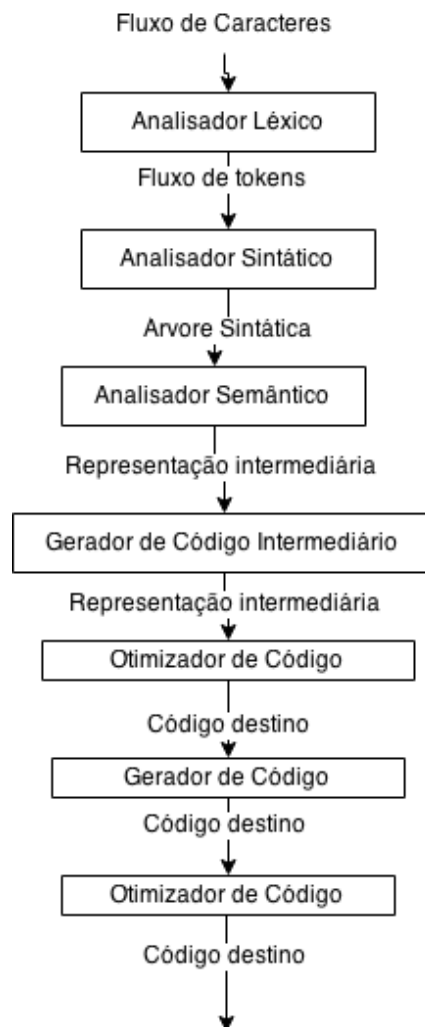 Fluxo de Caracteres
Analisador Léxico
Fluxo de tokens
Analisador Sintático
Arvore Sintática
Analisador Semântico
Representação intermediária
Gerador de Código Intermediário
Representação intermediária
Otimizador de Código
Código destino
Gerador de Código
Código destino
Otimizador de Código
Código destino